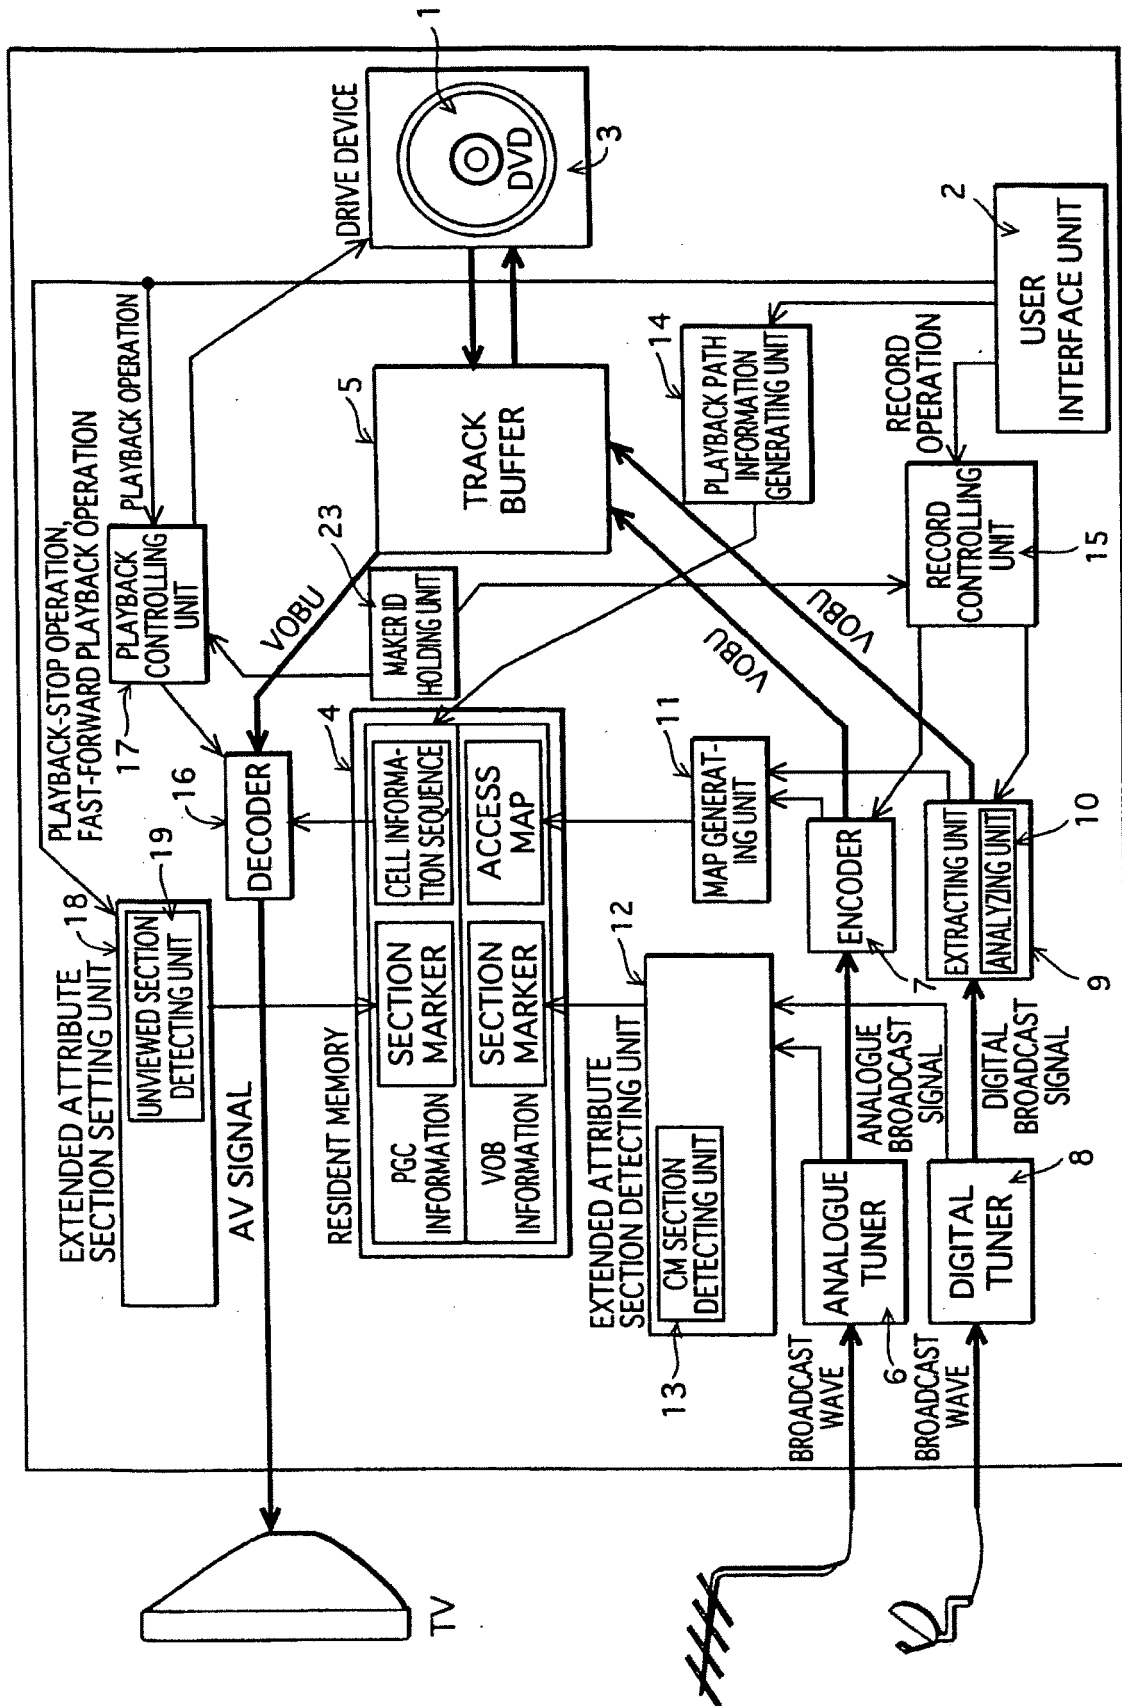 PLAYBACK-STOP OPERATION,
FAST-FORWARD PLAYBACK OPERATION
PLAYBACK OPERATION
EXTENDED ATTRIBUTE
SECTION SETTING UNIT
18
UNVIEWED SECTION
DETECTING UNIT
19
17
PLAYBACK
CONTROLLING
UNIT
DRIVE DEVICE
1
DVD
3
AV SIGNAL
16
DECODER
VOBU
23
MAKER ID
HOLDING UNIT
5
TRACK
BUFFER
TV
RESIDENT MEMORY
4
PGC
INFORMATION
SECTION
MARKER
CELL INFORMA-
TION SEQUENCE
VOB
INFORMATION
SECTION
MARKER
ACCESS
MAP
14
PLAYBACK PATH
INFORMATION
GENERATING UNIT
EXTENDED ATTRIBUTE
SECTION DETECTING UNIT
12
13
CM SECTION
DETECTING UNIT
11
MAP GENERAT-
ING UNIT
VOBU
VOBU
RECORD
OPERATION
2
USER
INTERFACE UNIT
BROADCAST
WAVE
6
ANALOGUE
TUNER
ANALOGUE
BROADCAST
SIGNAL
7
ENCODER
RECORD
CONTROLLING
UNIT
15
BROADCAST
WAVE
DIGITAL
TUNER
8
DIGITAL
BROADCAST
SIGNAL
9
EXTRACTING UNIT
ANALYZING UNIT
10